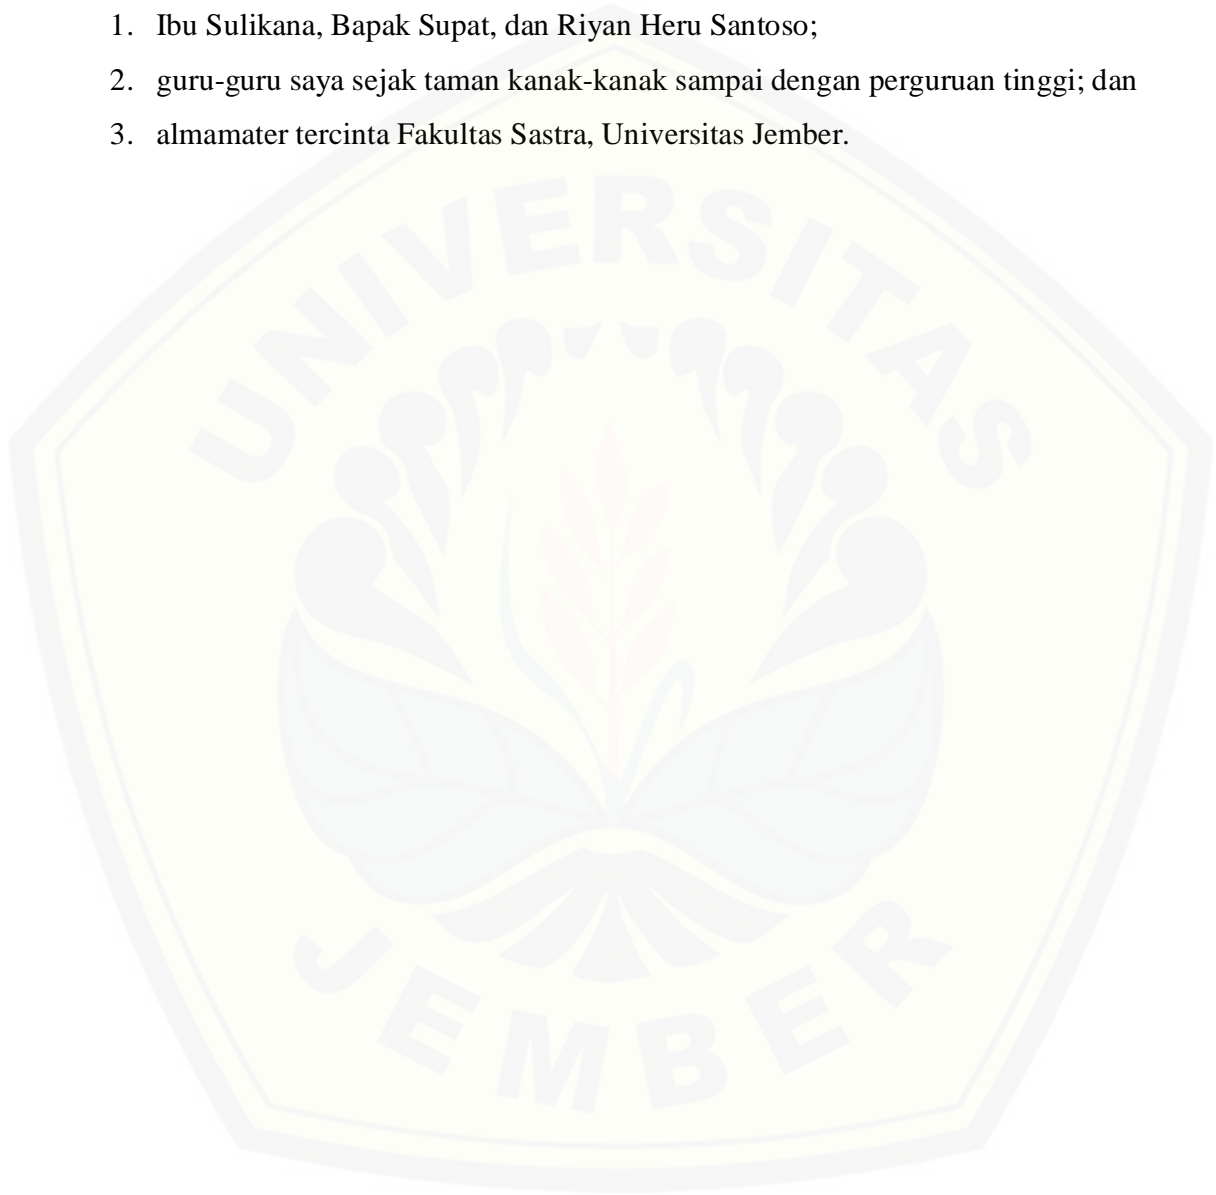 1. Ibu Sulikana, Bapak Supat, dan Riyan Heru Santoso;
2. guru-guru saya sejak taman kanak-kanak sampai dengan perguruan tinggi; dan
3. almamater tercinta Fakultas Sastra, Universitas Jember.
UNIVERSITAS
JEMBER